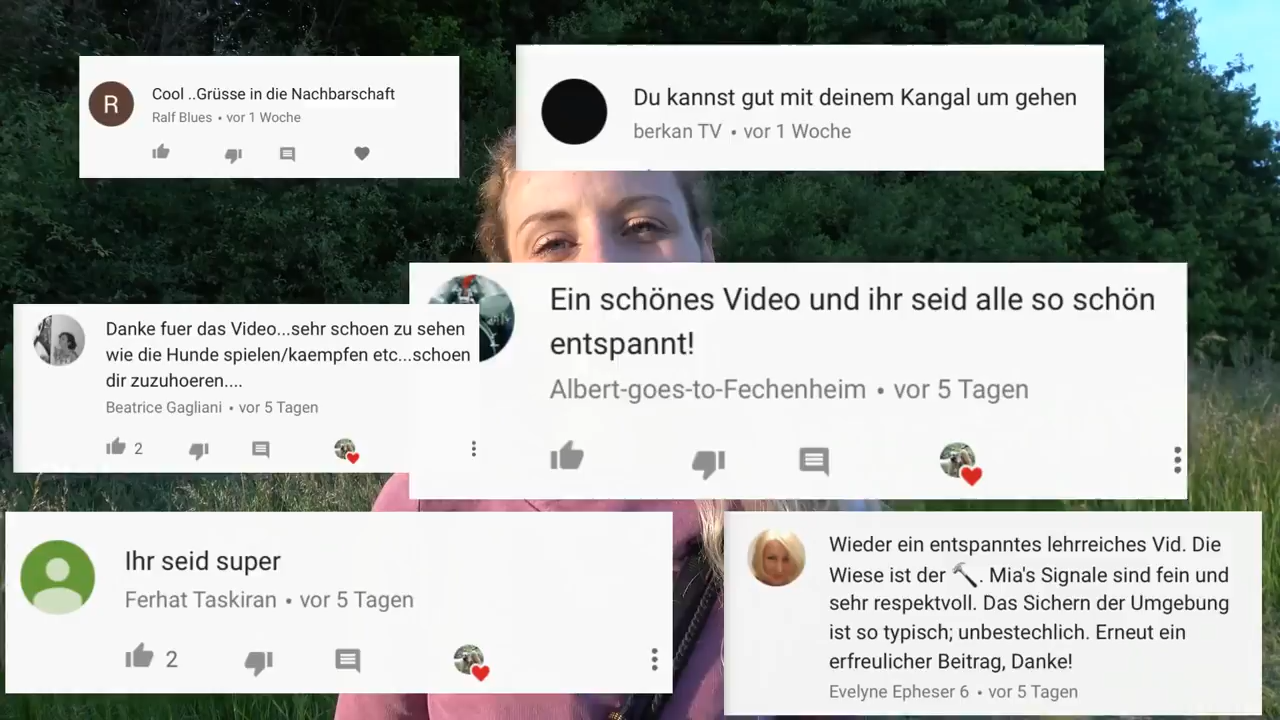 R
Cool ..Grüsse in die Nachbarschaft
Ralf Blues • vor 1 Woche
Du kannst gut mit deinem Kangal um gehen
berkan TV • vor 1 Woche
Ein schönes Video und ihr seid alle so schön
entspannt!
Albert-goes-to-Fechenheim • vor 5 Tagen
Danke fuer das Video...sehr schoen zu sehen
wie die Hunde spielen/kaempfen etc...schoen
dir zuzuhoeren....
Beatrice Gagliani • vor 5 Tagen
2
Ihr seid super
Ferhat Taskiran • vor 5 Tagen
2
Wieder ein entspanntes lehrreiches Vid. Die
Wiese ist der 🔨. Mia's Signale sind fein und
sehr respektvoll. Das Sichern der Umgebung
ist so typisch; unbestechlich. Erneut ein
erfreulicher Beitrag, Danke!
Evelyne Epheser 6 • vor 5 Tagen